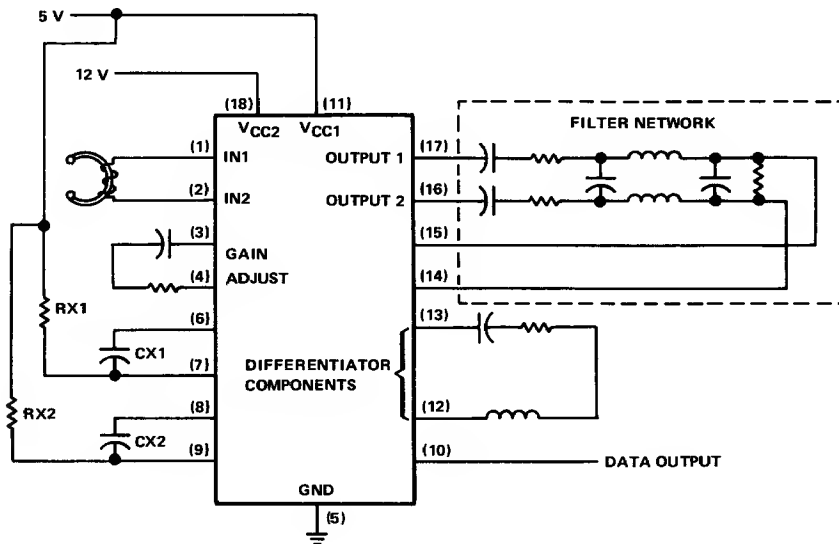 5 V
12 V
(18) (11)
VCC2 VCC1
FILTER NETWORK
(1) IN1 OUTPUT 1 (17)
(2) IN2 OUTPUT 2 (16)
(3) GAIN (15)
(4) ADJUST (14)
RX1
(6) (13)
CX1
(7) DIFFERENTIATOR
COMPONENTS
RX2
(8) (12)
CX2
(9) (10) DATA OUTPUT
GND
(5)